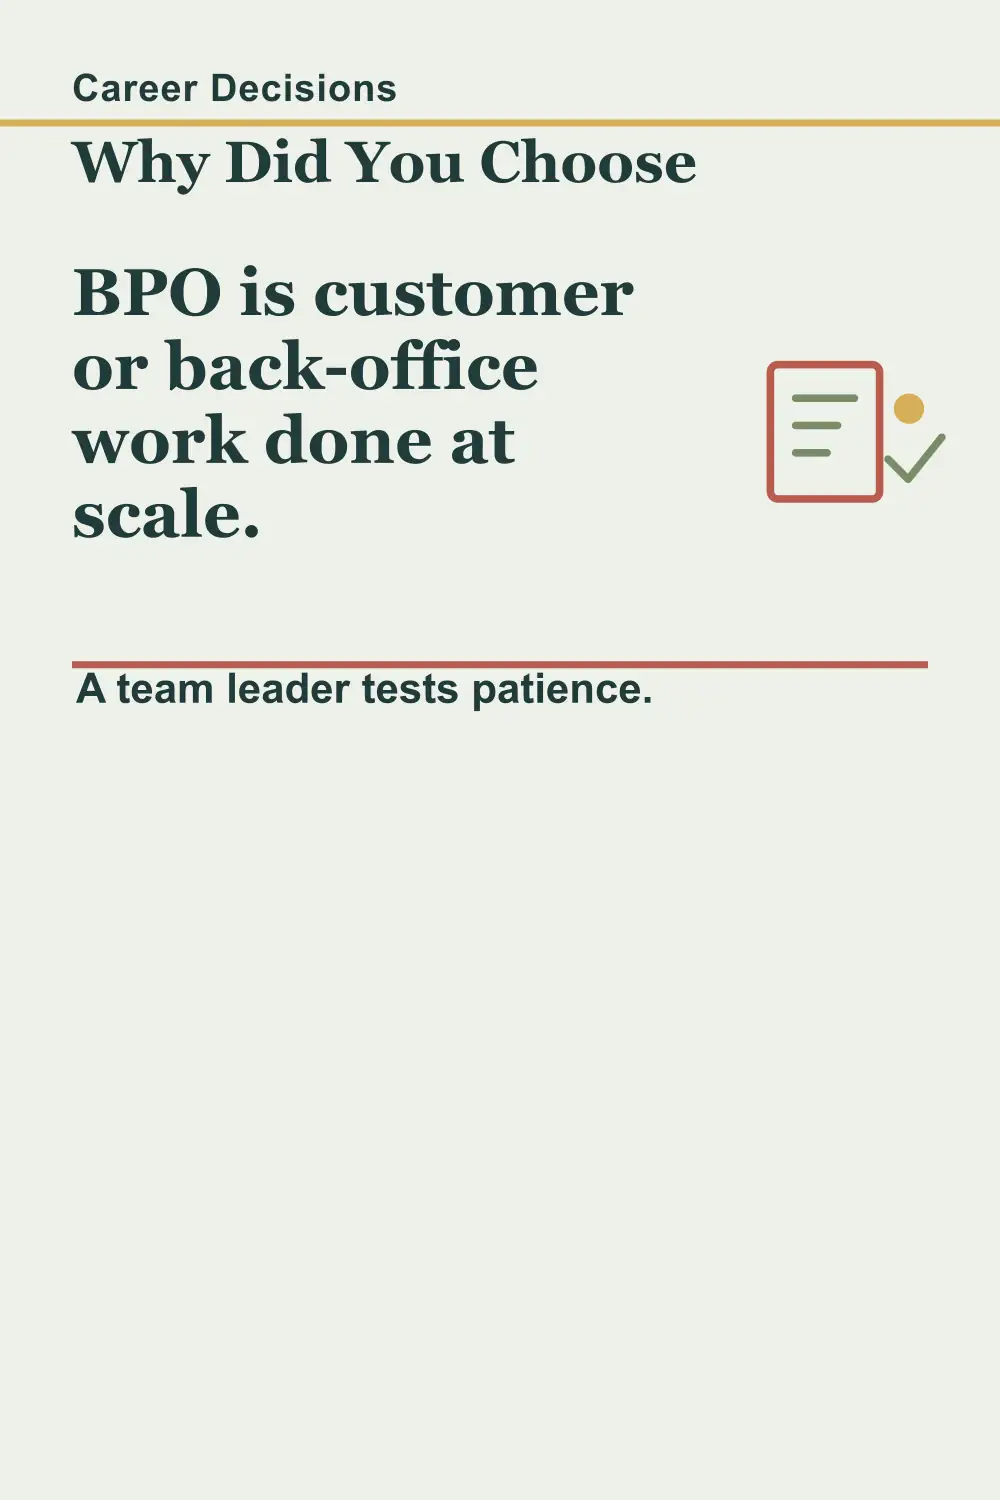 Career Decisions
Why Did You Choose
BPO is customer
or back-office
work done at
scale.
A team leader tests patience.